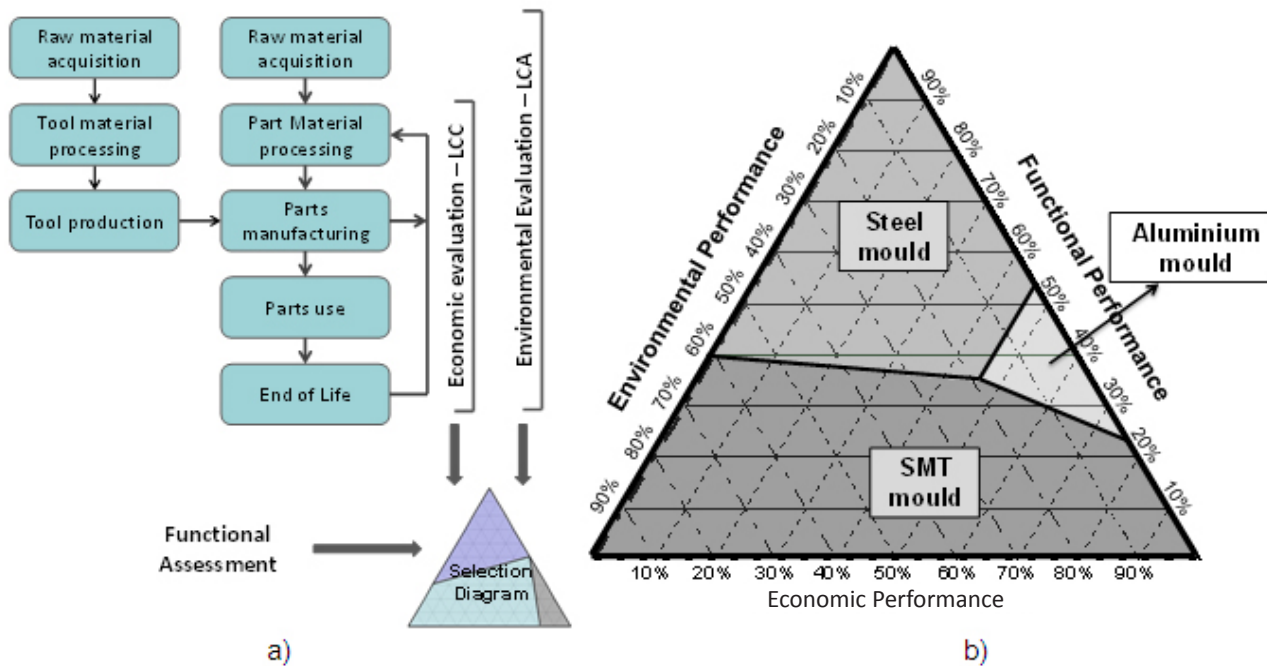 Raw material
acquisition
Tool material
processing
Tool production
Raw material
acquisition
Part Material
processing
Parts
manufacturing
Parts use
End of Life
Economic evaluation – LCC
Environmental Evaluation – LCA
Functional
Assessment
Selection
Diagram
a)
Environmental Performance
10%
20%
30%
40%
50%
60%
70%
80%
90%
Functional Performance
90%
80%
70%
60%
50%
40%
30%
20%
10%
Steel
mould
Aluminium
mould
SMT
mould
10% 20% 30% 40% 50% 60% 70% 80% 90%
Economic Performance
b)